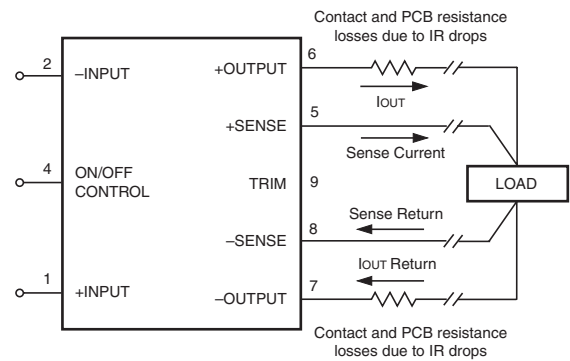 Contact and PCB resistance
losses due to IR drops
2
–INPUT
+OUTPUT
6
IOUT
+SENSE
5
Sense Current
4
ON/OFF
CONTROL
TRIM
9
LOAD
Sense Return
–SENSE
8
IOUT Return
1
+INPUT
–OUTPUT
7
Contact and PCB resistance
losses due to IR drops